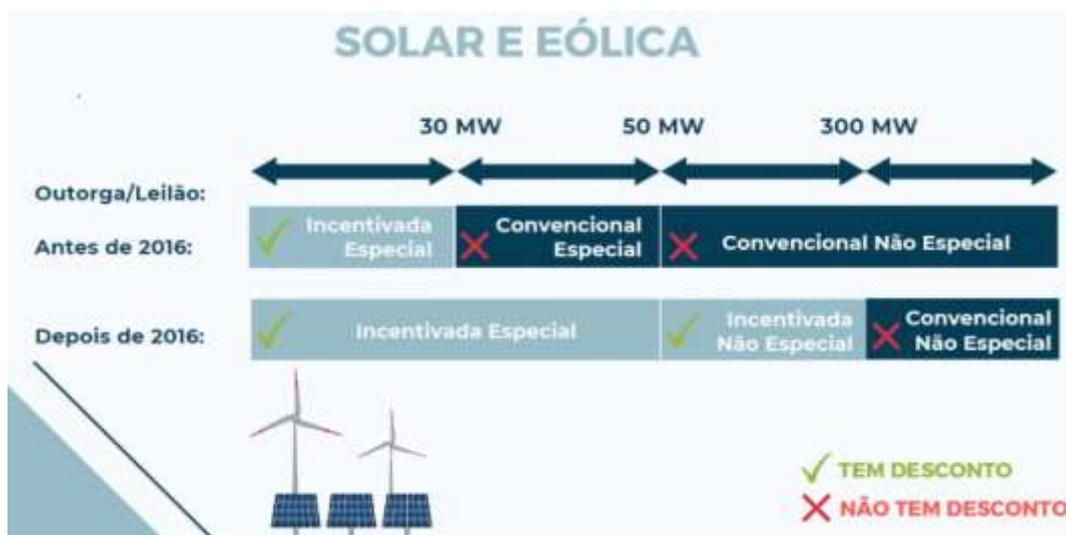 SOLAR E EÓLICA
30 MW 50 MW 300 MW
Outorga/Leilão:
Antes de 2016:
Incentivada
Especial
Convencional
Especial
Convencional Não Especial
Depois de 2016:
Incentivada Especial
Incentivada
Não Especial
Convencional
Não Especial
TEM DESCONTO
NÃO TEM DESCONTO